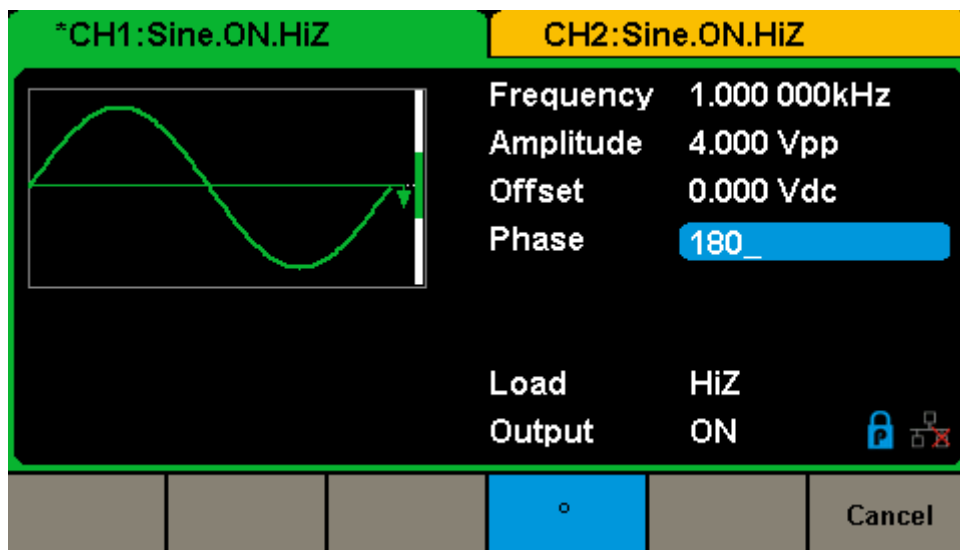 *CH1:Sine.ON.HiZ CH2:Sine.ON.HiZ
Frequency 1.000 000kHz
Amplitude 4.000 Vpp
Offset 0.000 Vdc
Phase 180_
Load HiZ
Output ON P
° Cancel